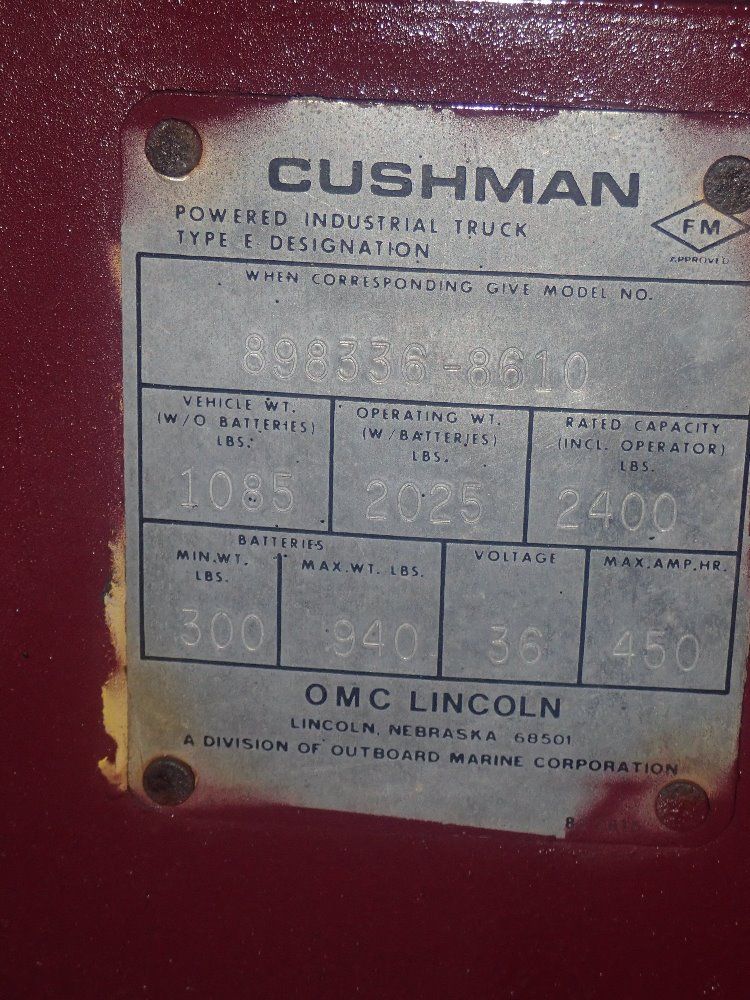 CUSHMAN
POWERED INDUSTRIAL TRUCK
TYPE E DESIGNATION
FM
APPROVED
WHEN CORRESPONDING GIVE MODEL NO.
898336-8610
VEHICLE WT.
(W/O BATTERIES)
LBS.
1085
OPERATING WT.
(W/BATTERIES)
LBS.
2025
RATED CAPACITY
(INCL. OPERATOR)
LBS.
2400
BATTERIES
MIN.WT.
LBS.
300
MAX.WT. LBS.
940
VOLTAGE
36
MAX.AMP.HR.
450
OMC LINCOLN
LINCOLN, NEBRASKA 68501
A DIVISION OF OUTBOARD MARINE CORPORATION